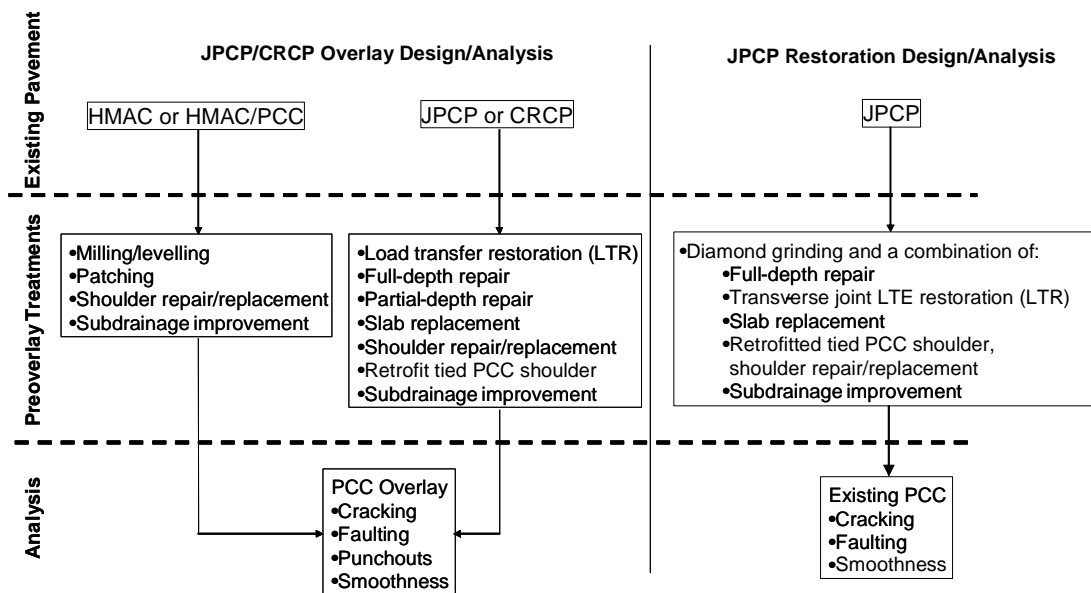 Existing Pavement
JPCP/CRCP Overlay Design/Analysis
JPCP Restoration Design/Analysis
HMAC or HMAC/PCC
JPCP or CRCP
JPCP
Preoverlay Treatments
•Milling/levelling
•Patching
•Shoulder repair/replacement
•Subdrainage improvement
•Load transfer restoration (LTR)
•Full-depth repair
•Partial-depth repair
•Slab replacement
•Shoulder repair/replacement
•Retrofit tied PCC shoulder
•Subdrainage improvement
•Diamond grinding and a combination of:
•Full-depth repair
•Transverse joint LTE restoration (LTR)
•Slab replacement
•Retrofitted tied PCC shoulder,
shoulder repair/replacement
•Subdrainage improvement
Analysis
PCC Overlay
•Cracking
•Faulting
•Punchouts
•Smoothness
Existing PCC
•Cracking
•Faulting
•Smoothness